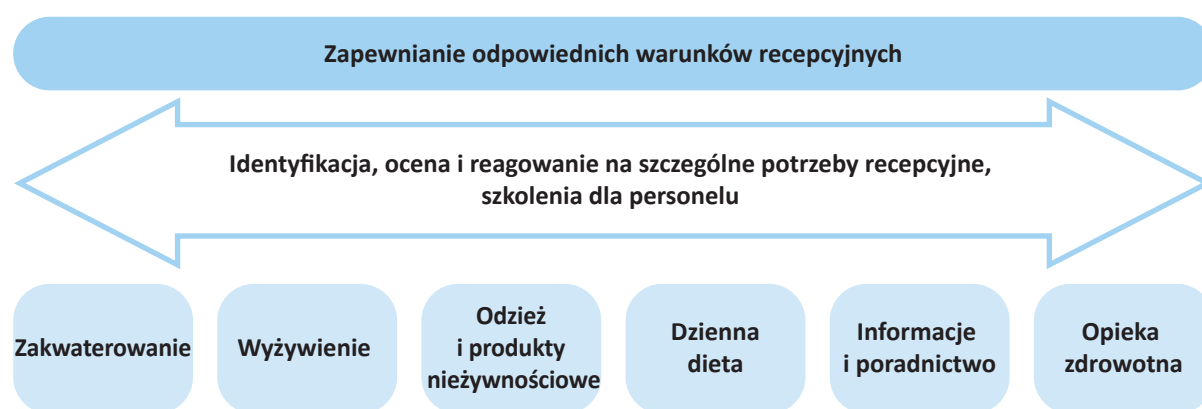 Zapewnianie odpowiednich warunków recepcyjnych
Identyfikacja, ocena i reagowanie na szczególne potrzeby recepcyjne,
szkolenia dla personelu
Zakwaterowanie
Wyżywienie
Odzież
i produkty
nieżywnościowe
Dzienna
dieta
Informacje
i poradnictwo
Opieka
zdrowotna